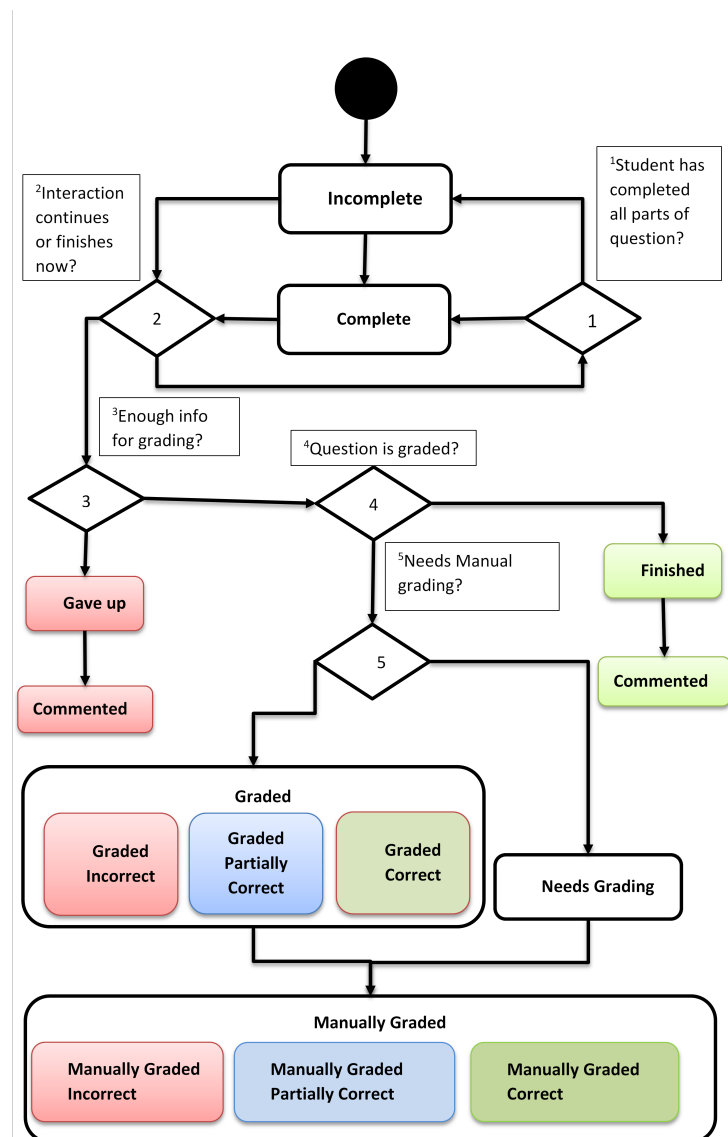 ¹Student has
completed
all parts of
question?
²Interaction
continues
or finishes
now?
Incomplete
2
Complete
1
³Enough info
for grading?
⁴Question is graded?
3
4
⁵Needs Manual
grading?
Finished
Gave up
5
Commented
Commented
Graded
Graded
Incorrect
Graded
Partially
Correct
Graded
Correct
Needs Grading
Manually Graded
Manually Graded
Incorrect
Manually Graded
Partially Correct
Manually Graded
Correct